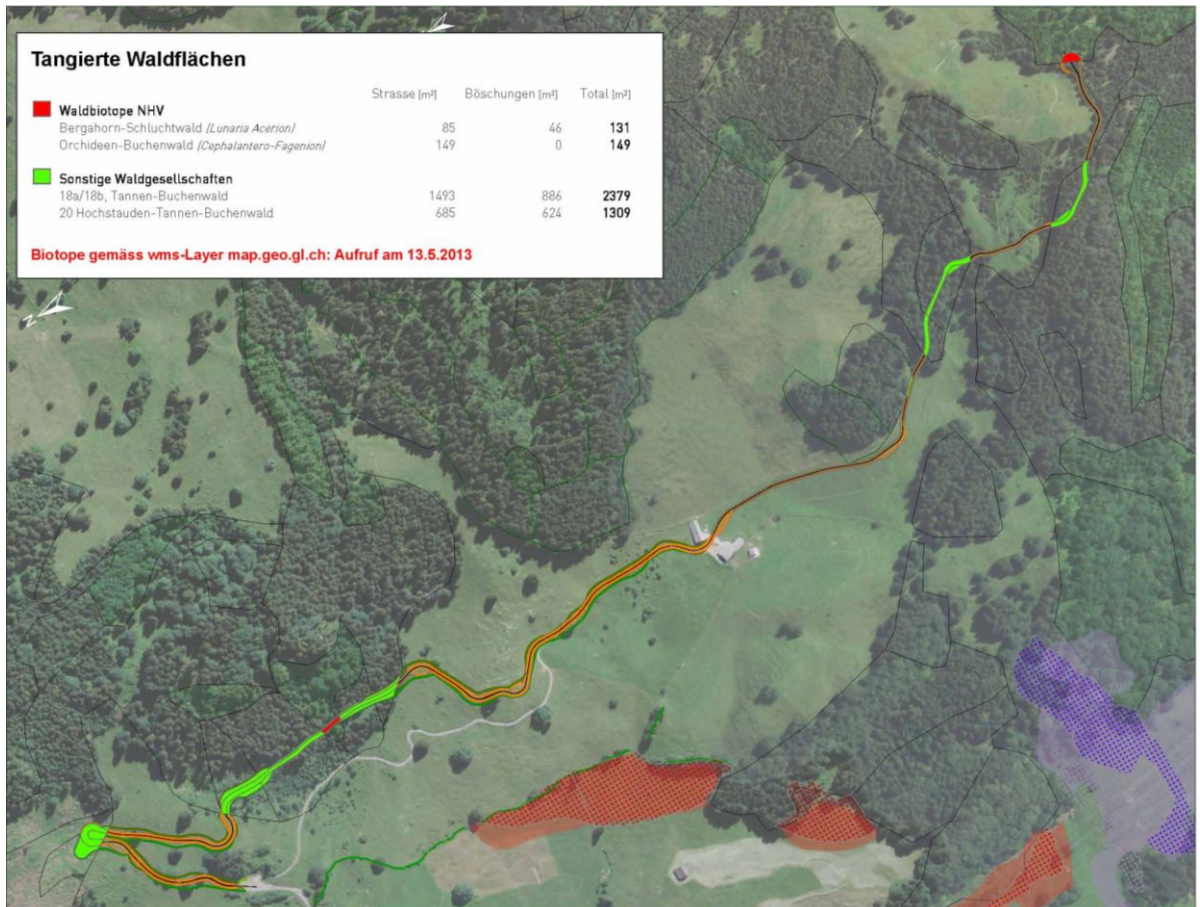 Tangierte Waldflächen
Strasse [m²] Böschungen [m²] Total [m²]
Waldbiotope NHV
Bergahorn-Schluchtwald (Lunaria Acerion) 85 46 131
Orchideen-Buchenwald (Cephalantero-Fagenion) 149 0 149
Sonstige Waldgesellschaften
18a/18b, Tannen-Buchenwald 1493 886 2379
20 Hochstauden-Tannen-Buchenwald 685 624 1309
Biotope gemäss wms-Layer map.geo.gl.ch: Aufruf am 13.5.2013
N